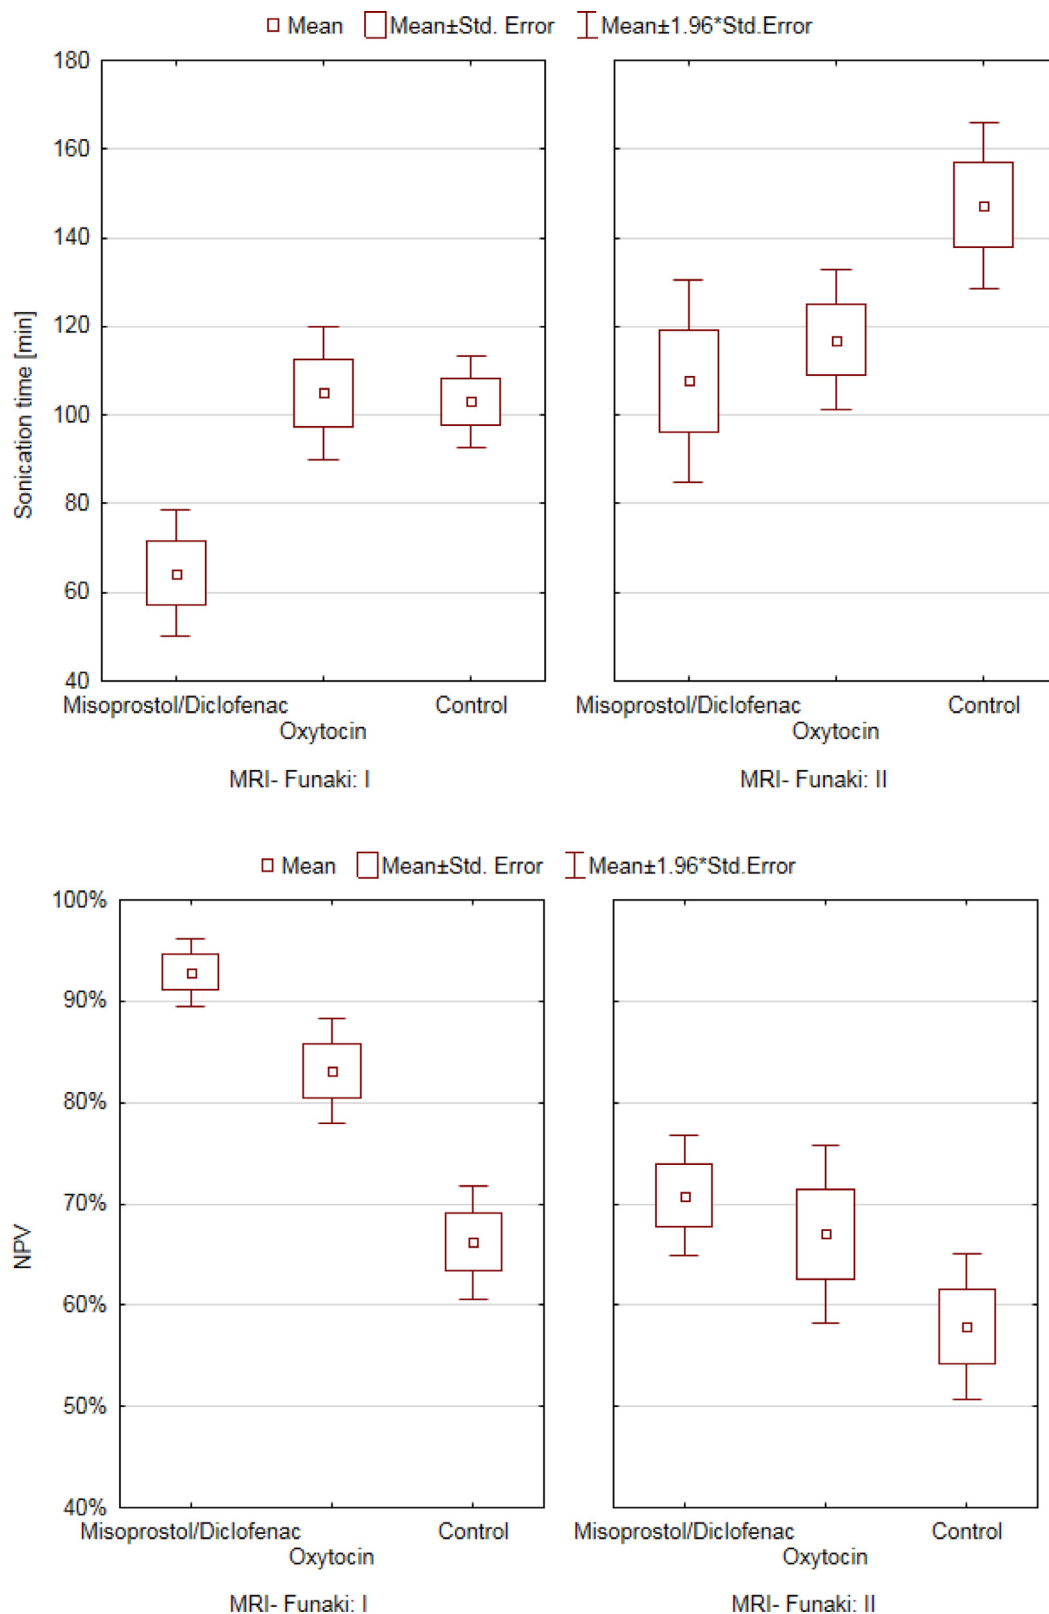 Mean Mean±Std. Error Mean±1.96*Std.Error
180
160
140
120
100
80
60
40
Sonication time [min]
Misoprostol/Diclofenac Control Misoprostol/Diclofenac Control
Oxytocin Oxytocin
MRI- Funaki: I MRI- Funaki: II
Mean Mean±Std. Error Mean±1.96*Std.Error
100%
90%
80%
70%
60%
50%
40%
NPV
Misoprostol/Diclofenac Control Misoprostol/Diclofenac Control
Oxytocin Oxytocin
MRI- Funaki: I MRI- Funaki: II